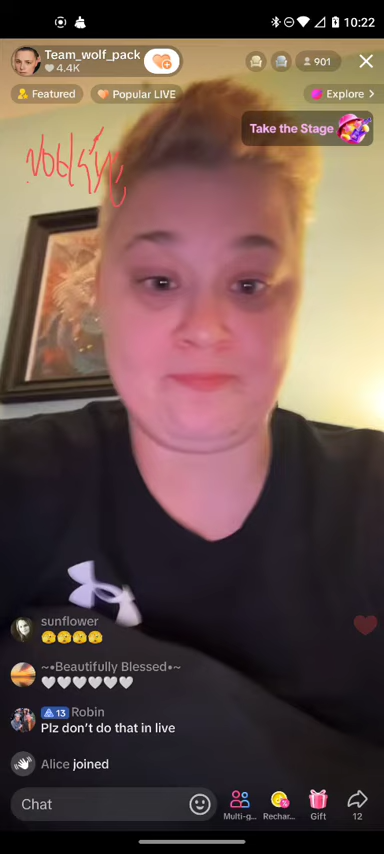 10:22
Team_wolf_pack
4.4K
901
Featured
Popular LIVE
Explore >
Take the Stage
sunflower
🫣🫣🫣🫣
~•Beautifully Blessed•~
🤍🤍🤍🤍🤍🤍
13 Robin
Plz don't do that in live
Alice joined
Chat
Multi-g...
Rechar...
Gift
12